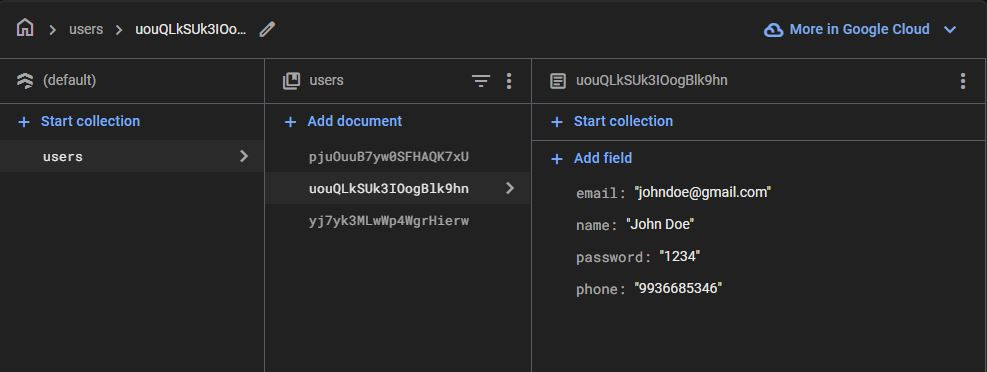 users
uouQLkSUk3IOo…
More in Google Cloud
(default)
users
uouQLkSUk3IOogBlk9hn
Start collection
Add document
Start collection
users
pjuOuuB7yw0SFHAQK7xU
uouQLkSUk3IOogBlk9hn
yj7yk3MLwWp4WgrHierw
Add field
email: "johndoe@gmail.com"
name: "John Doe"
password: "1234"
phone: "9936685346"